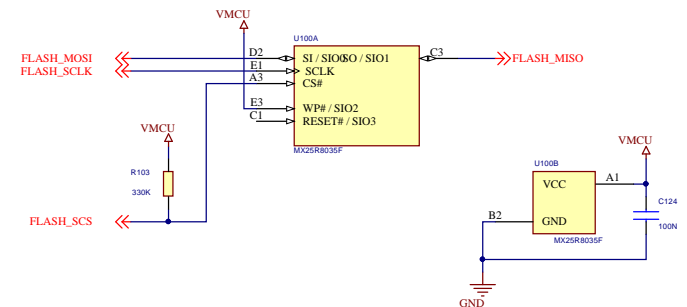 VMCU
U100A
FLASH_MOSI
D2
SI / SIO0
SO / SIO1
C3
FLASH_MISO
FLASH_SCLK
E1
SCLK
A3
CS#
E3
WP# / SIO2
C1
RESET# / SIO3
MX25R8035F
VMCU
R103
330K
FLASH_SCS
VMCU
U100B
VCC
A1
C124
100N
B2
GND
MX25R8035F
GND